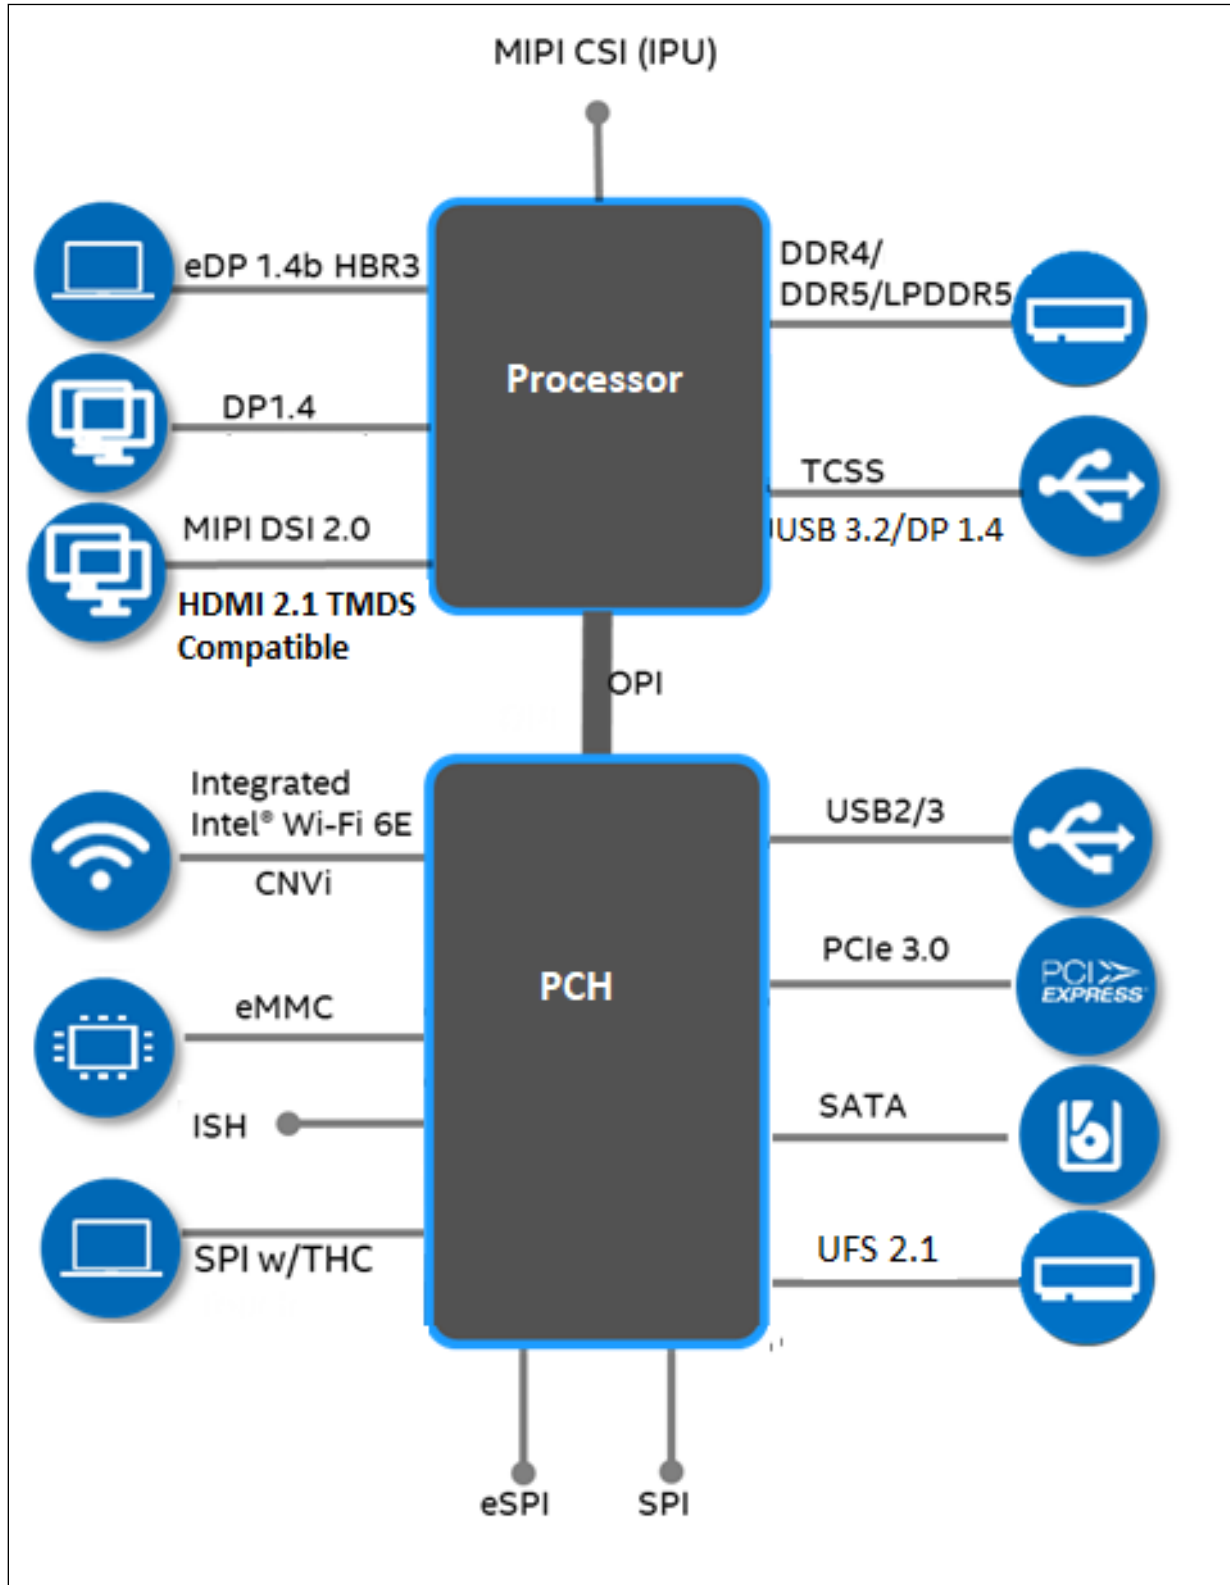 MIPI CSI (IPU)
eDP 1.4b HBR3
DDR4/
DDR5/LPDDR5
Processor
DP1.4
TCSS
USB 3.2/DP 1.4
MIPI DSI 2.0
HDMI 2.1 TMDS
Compatible
OPI
Integrated
Intel® Wi-Fi 6E
CNVi
USB2/3
PCIe 3.0
PCI
EXPRESS®
PCH
eMMC
ISH
SATA
SPI w/THC
UFS 2.1
eSPI
SPI